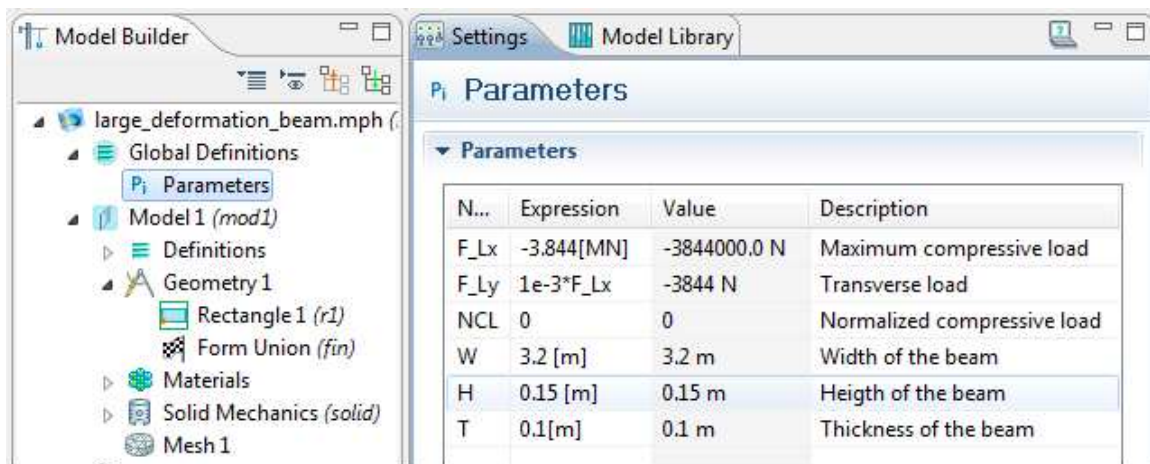 Model Builder
large_deformation_beam.mph (
Global Definitions
Pi Parameters
Model 1 (mod1)
Definitions
Geometry 1
Rectangle 1 (r1)
Form Union (fin)
Materials
Solid Mechanics (solid)
Mesh 1
Settings Model Library
Pi Parameters
Parameters
N... Expression Value Description
F_Lx -3.844[MN] -3844000.0 N Maximum compressive load
F_Ly 1e-3*F_Lx -3844 N Transverse load
NCL 0 0 Normalized compressive load
W 3.2 [m] 3.2 m Width of the beam
H 0.15 [m] 0.15 m Heigth of the beam
T 0.1[m] 0.1 m Thickness of the beam